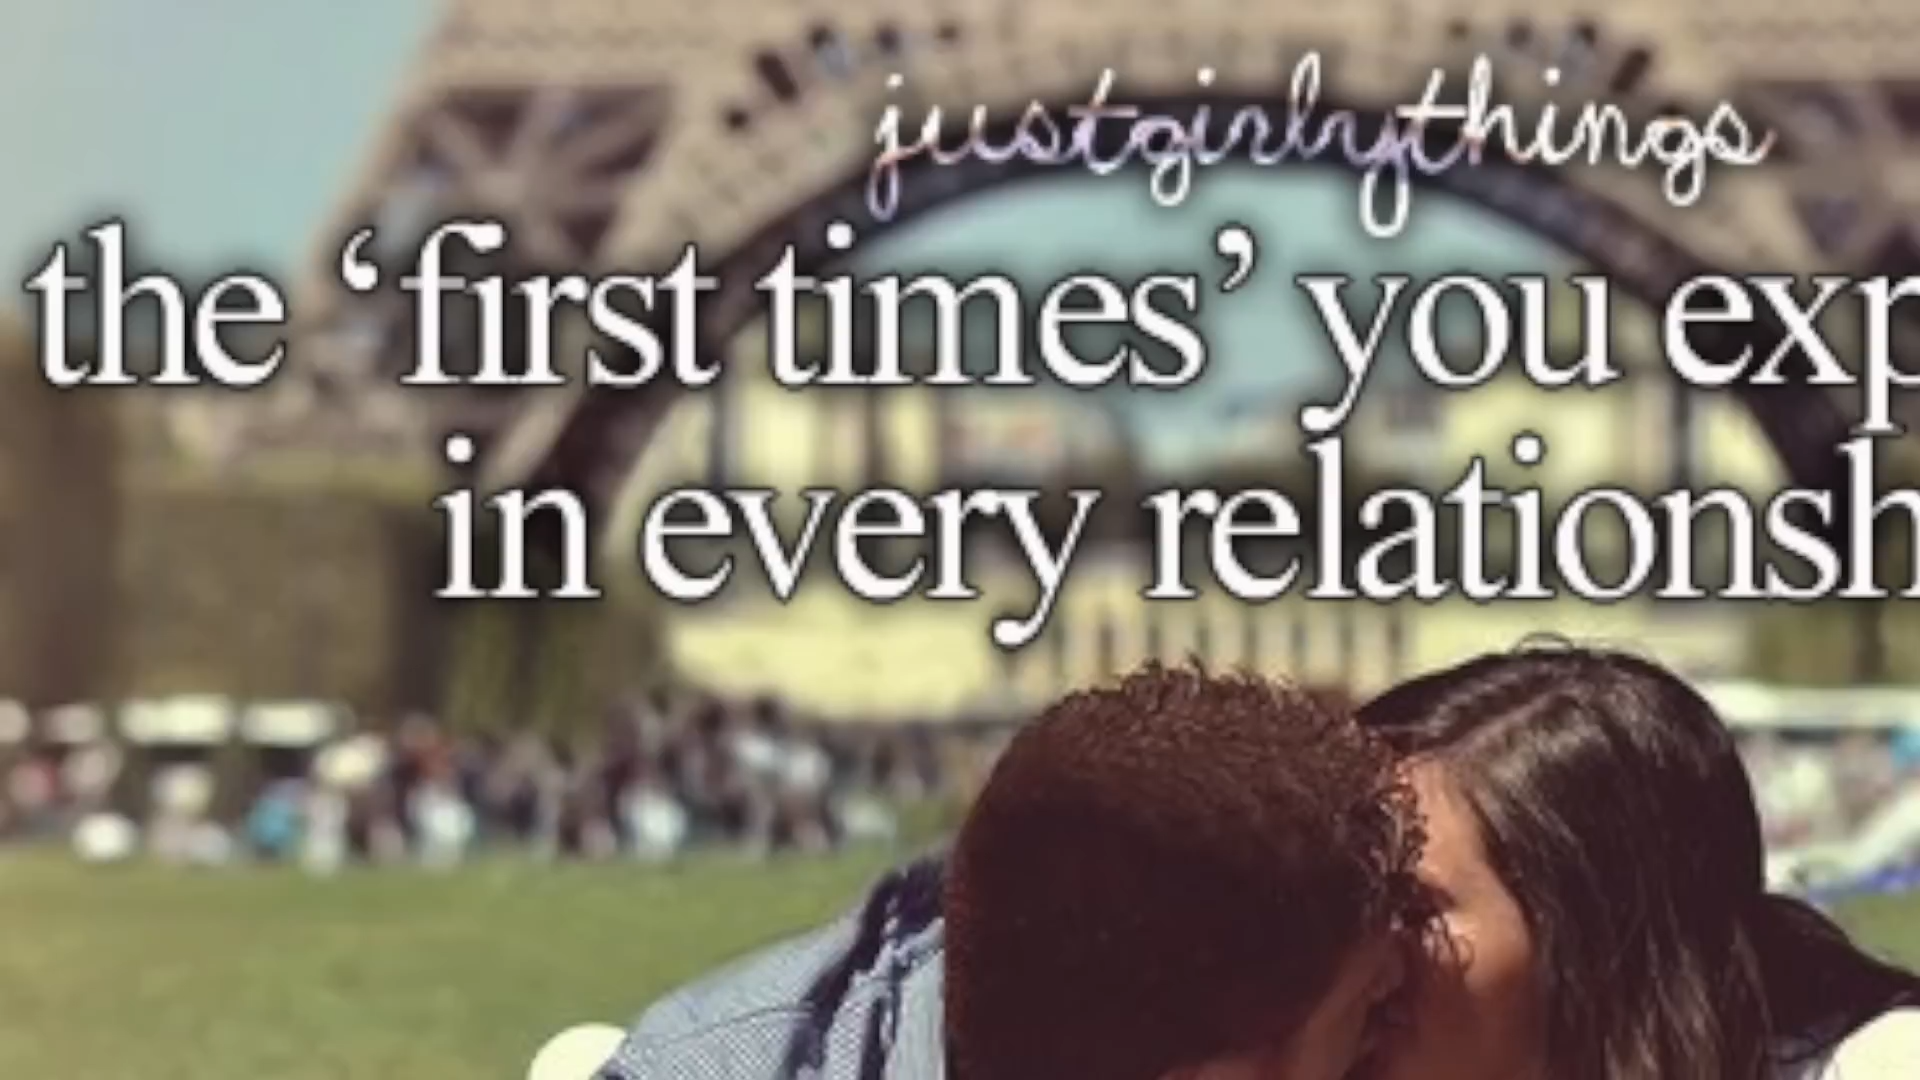 justgirlythings
the ‘first times’ you exp
in every relationsh